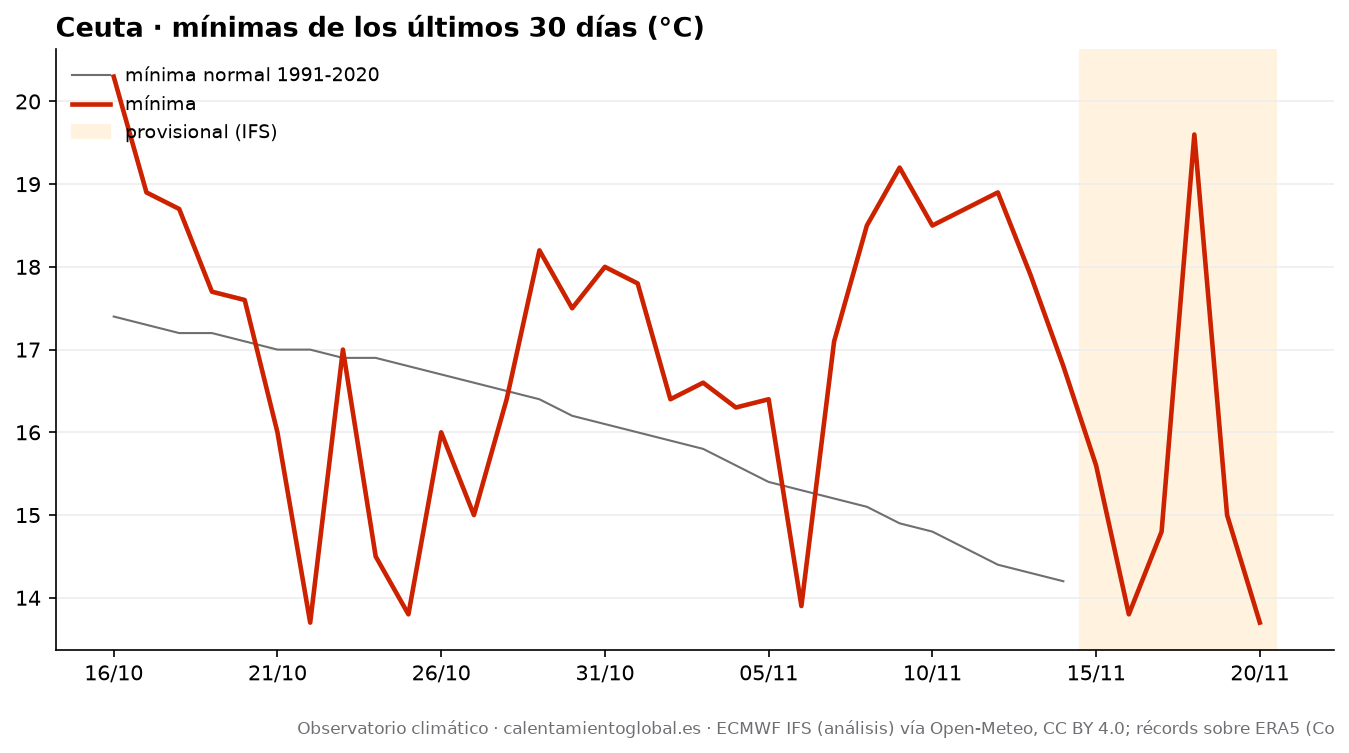 Ceuta · mínimas de los últimos 30 días (°C)
mínima normal 1991-2020
mínima
provisional (IFS)
20
19
18
17
16
15
14
16/10 21/10 26/10 31/10 05/11 10/11 15/11 20/11
Observatorio climático · calentamientoglobal.es · ECMWF IFS (análisis) vía Open-Meteo, CC BY 4.0; récords sobre ERA5 (Co